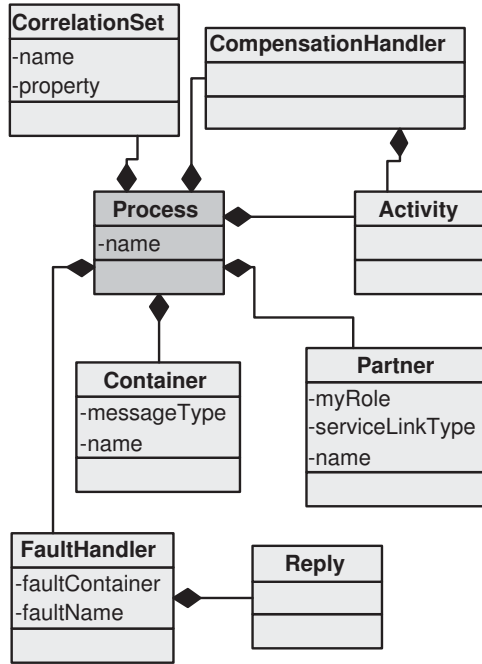 CorrelationSet
-name
-property
CompensationHandler
Process
-name
Activity
Container
-messageType
-name
Partner
-myRole
-serviceLinkType
-name
FaultHandler
-faultContainer
-faultName
Reply